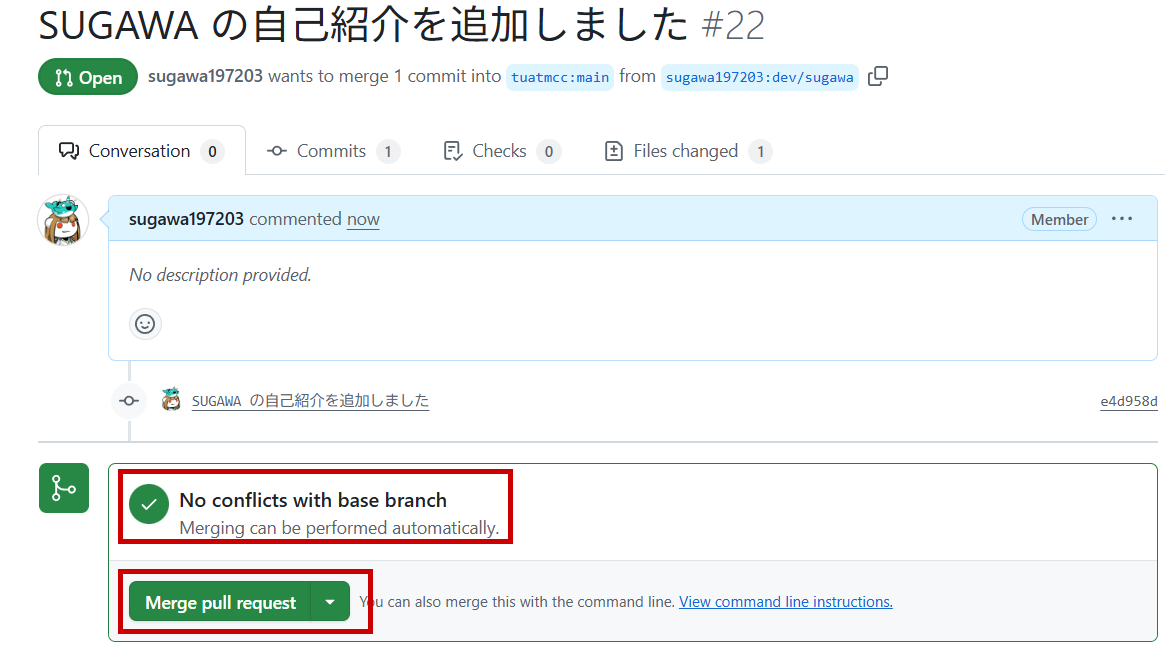 SUGAWA の自己紹介を追加しました #22
Open sugawa197203 wants to merge 1 commit into tuatmcc:main from sugawa197203:dev/sugawa
Conversation 0 Commits 1 Checks 0 Files changed 1
sugawa197203 commented now Member
No description provided.
SUGAWA の自己紹介を追加しました e4d958d
No conflicts with base branch
Merging can be performed automatically.
Merge pull request You can also merge this with the command line. View command line instructions.